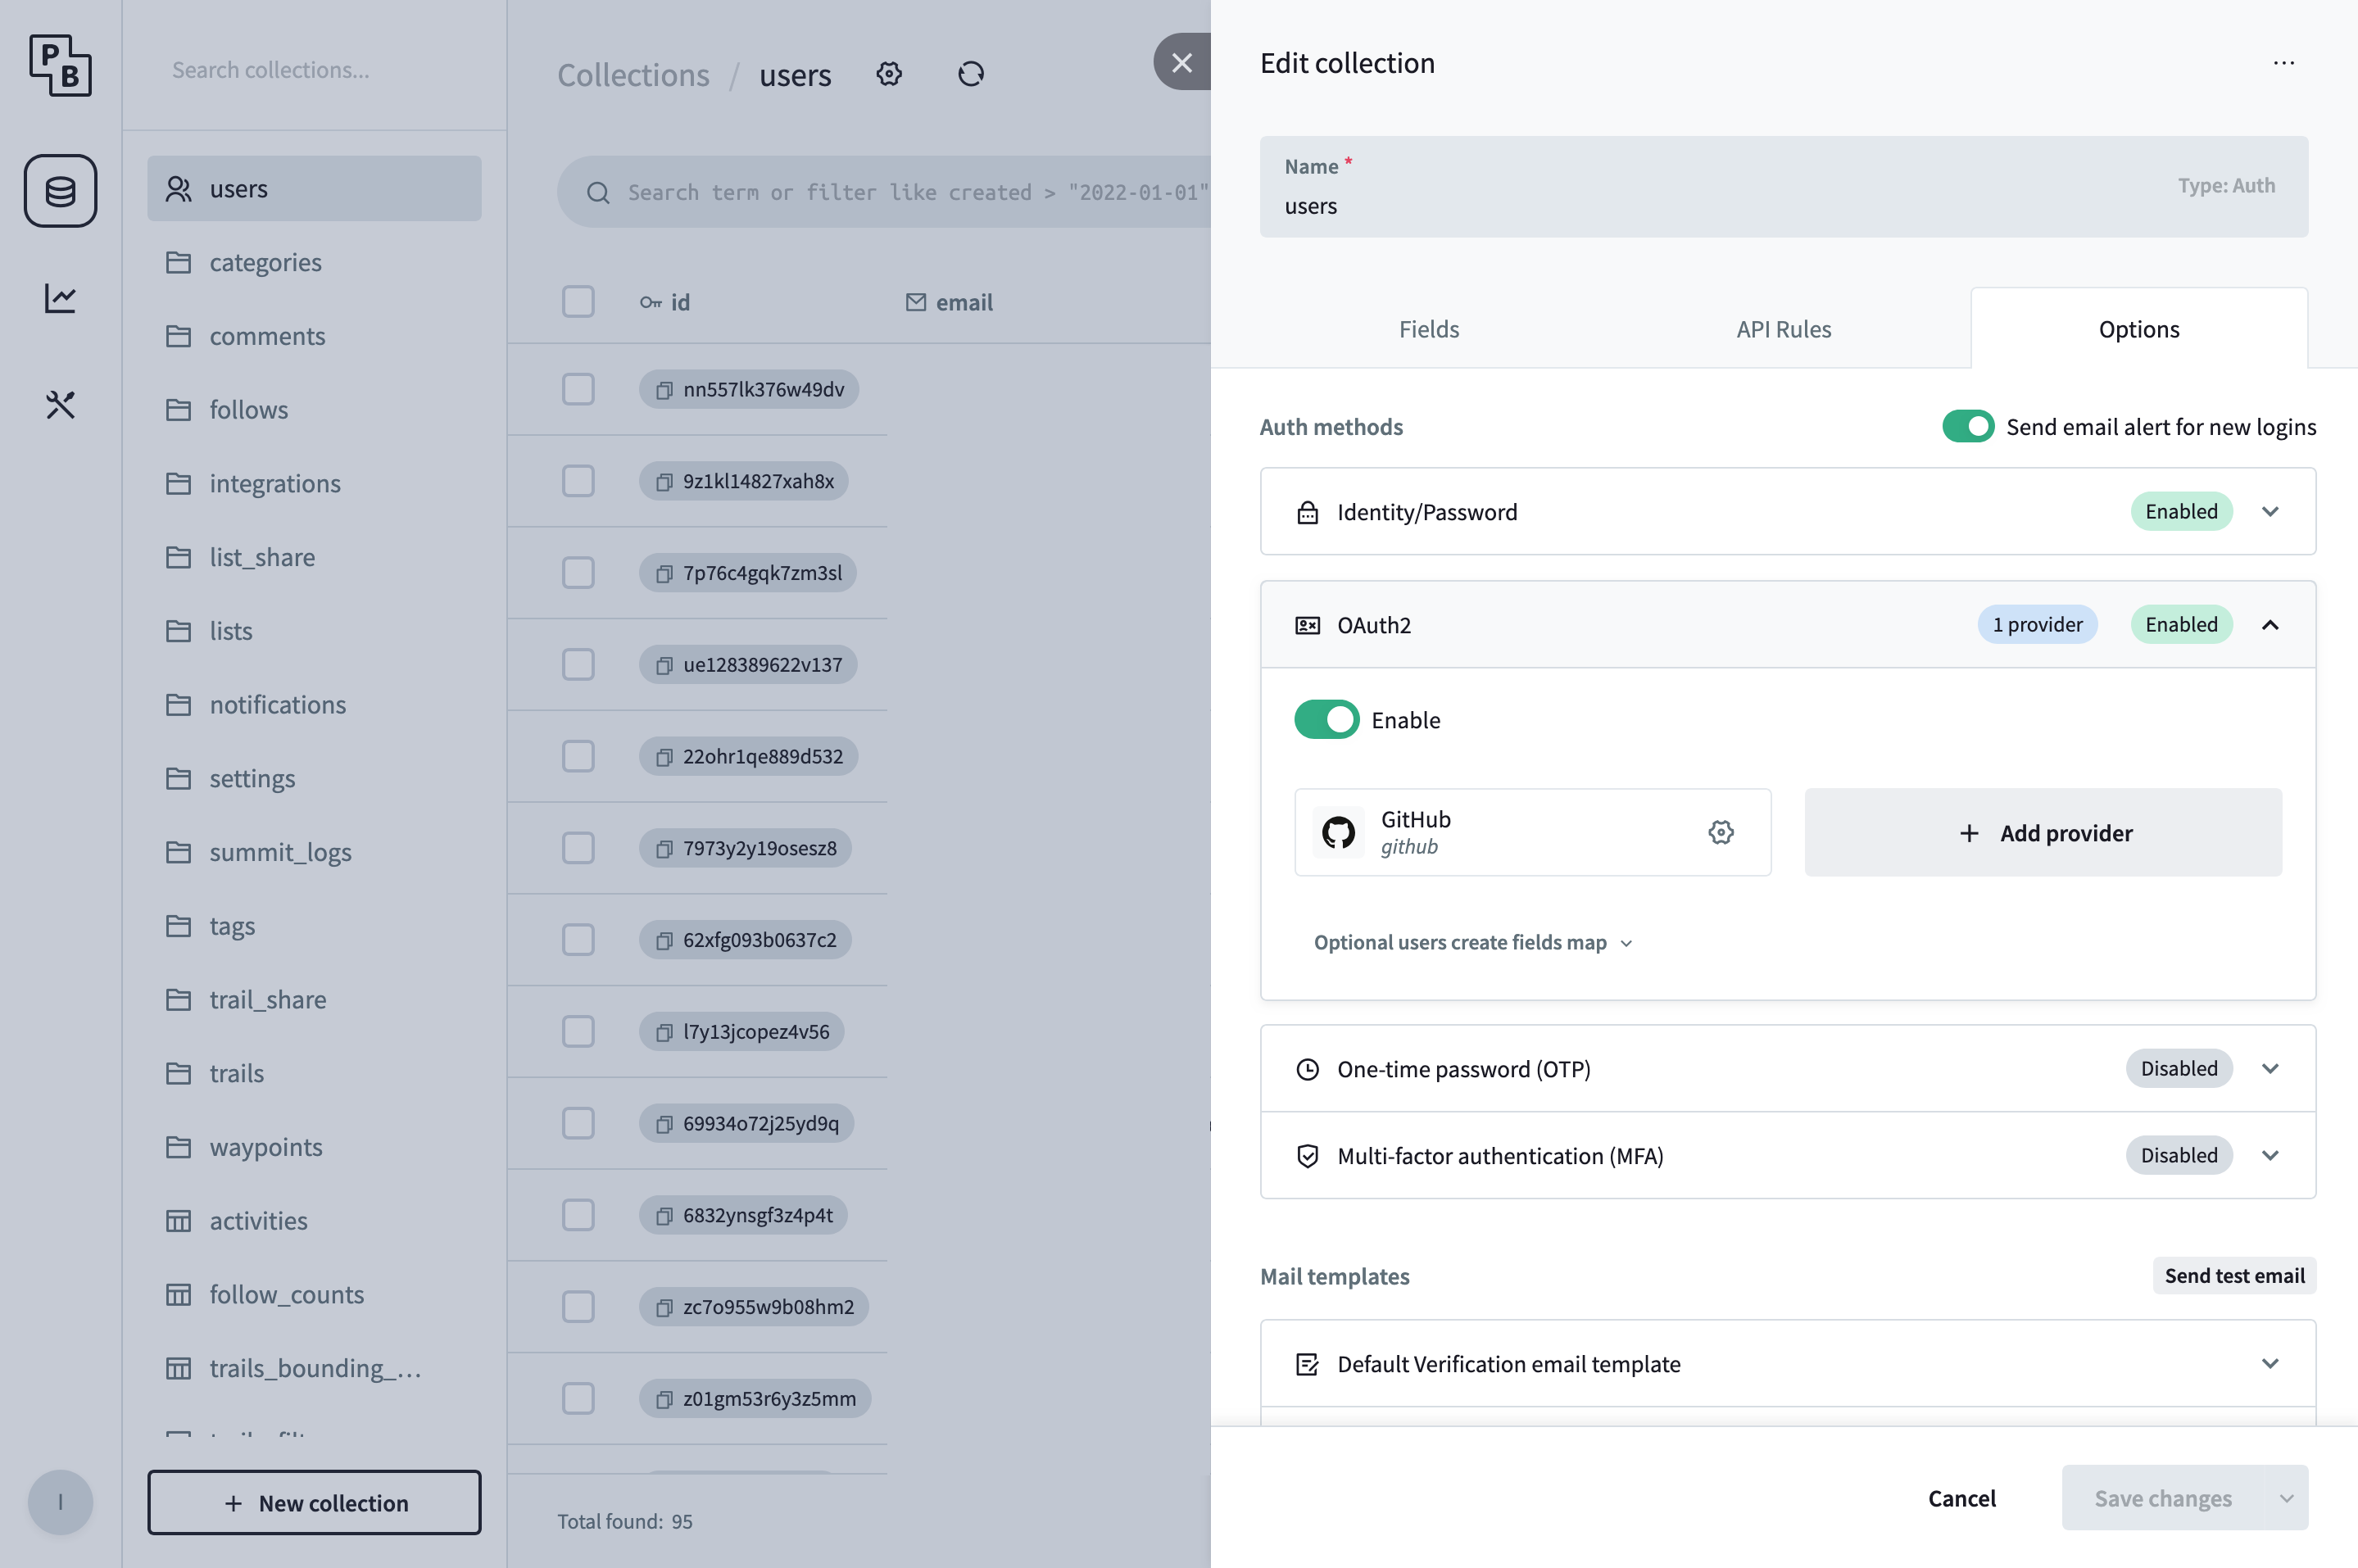 P
B
Search collections...
users
categories
comments
follows
integrations
list_share
lists
notifications
settings
summit_logs
tags
trail_share
trails
waypoints
activities
follow_counts
trails_bounding_...
+ New collection
I
Collections / users
Search term or filter like created > "2022-01-01"
id
email
nn557lk376w49dv
9z1kl14827xah8x
7p76c4gqk7zm3sl
ue128389622v137
22ohr1qe889d532
7973y2y19osesz8
62xfg093b0637c2
l7y13jcopez4v56
69934o72j25yd9q
6832ynsgf3z4p4t
zc7o955w9b08hm2
z01gm53r6y3z5mm
Total found: 95
Edit collection
Name *
users
Type: Auth
Fields
API Rules
Options
Auth methods
Send email alert for new logins
Identity/Password
Enabled
OAuth2
1 provider
Enabled
Enable
GitHub
github
+ Add provider
Optional users create fields map
One-time password (OTP)
Disabled
Multi-factor authentication (MFA)
Disabled
Mail templates
Send test email
Default Verification email template
Cancel
Save changes